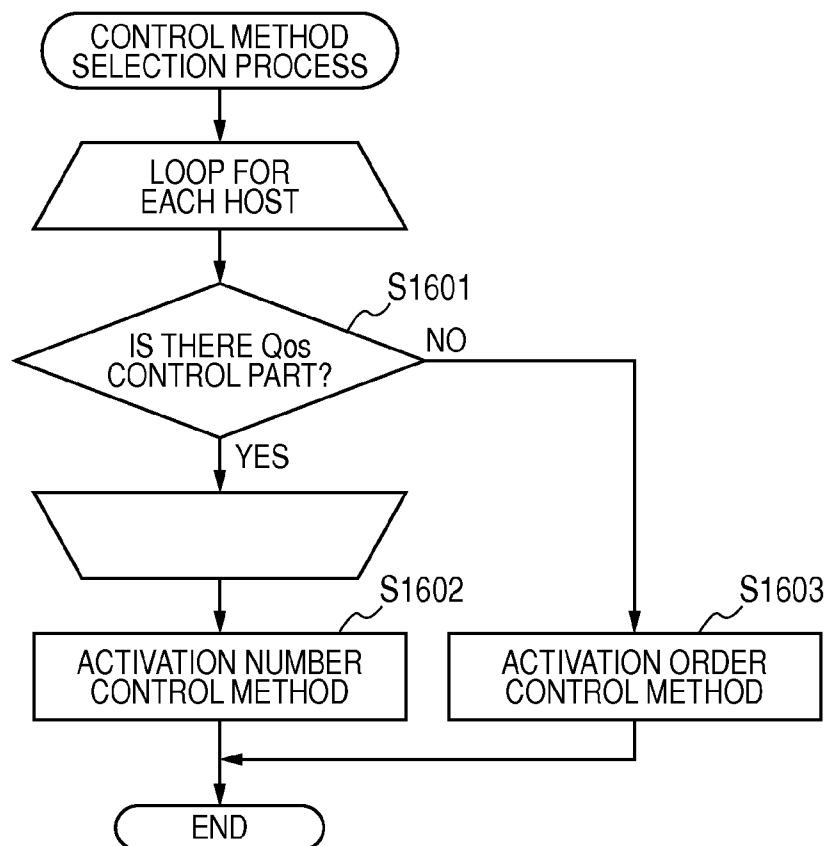 CONTROL METHOD
SELECTION PROCESS
LOOP FOR
EACH HOST
S1601
IS THERE Qos
CONTROL PART?
NO
YES
S1602
ACTIVATION NUMBER
CONTROL METHOD
S1603
ACTIVATION ORDER
CONTROL METHOD
END